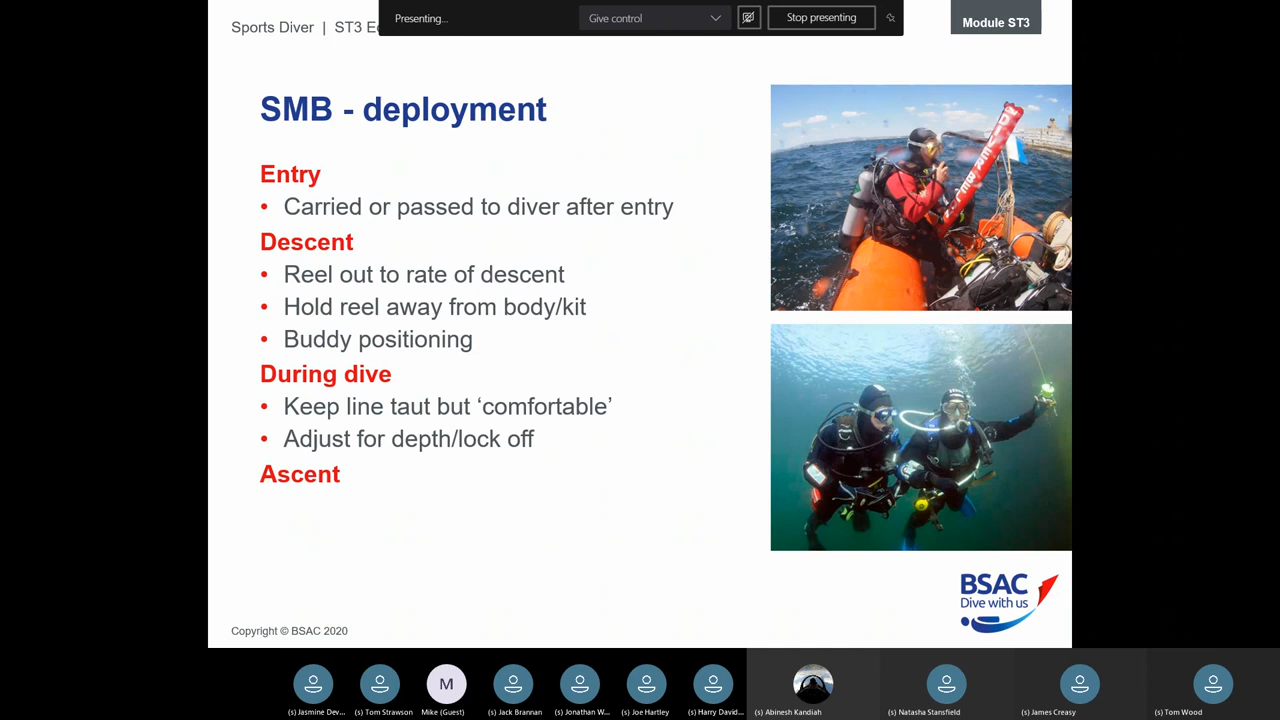 Sports Diver | ST3 Eq
Presenting...
Give control
Stop presenting
Module ST3
SMB - deployment
Entry
• Carried or passed to diver after entry
Descent
• Reel out to rate of descent
• Hold reel away from body/kit
• Buddy positioning
During dive
• Keep line taut but ‘comfortable’
• Adjust for depth/lock off
Ascent
BSAC
Dive with us
Copyright © BSAC 2020
M
(s) Jasmine Dev...
(s) Tom Strawson
Mike (Guest)
(s) Jack Brannan
(s) Jonathan W...
(s) Joe Hartley
(s) Harry David...
(s) Abinesh Kandiah
(s) Natasha Stansfield
(s) James Creasy
(s) Tom Wood